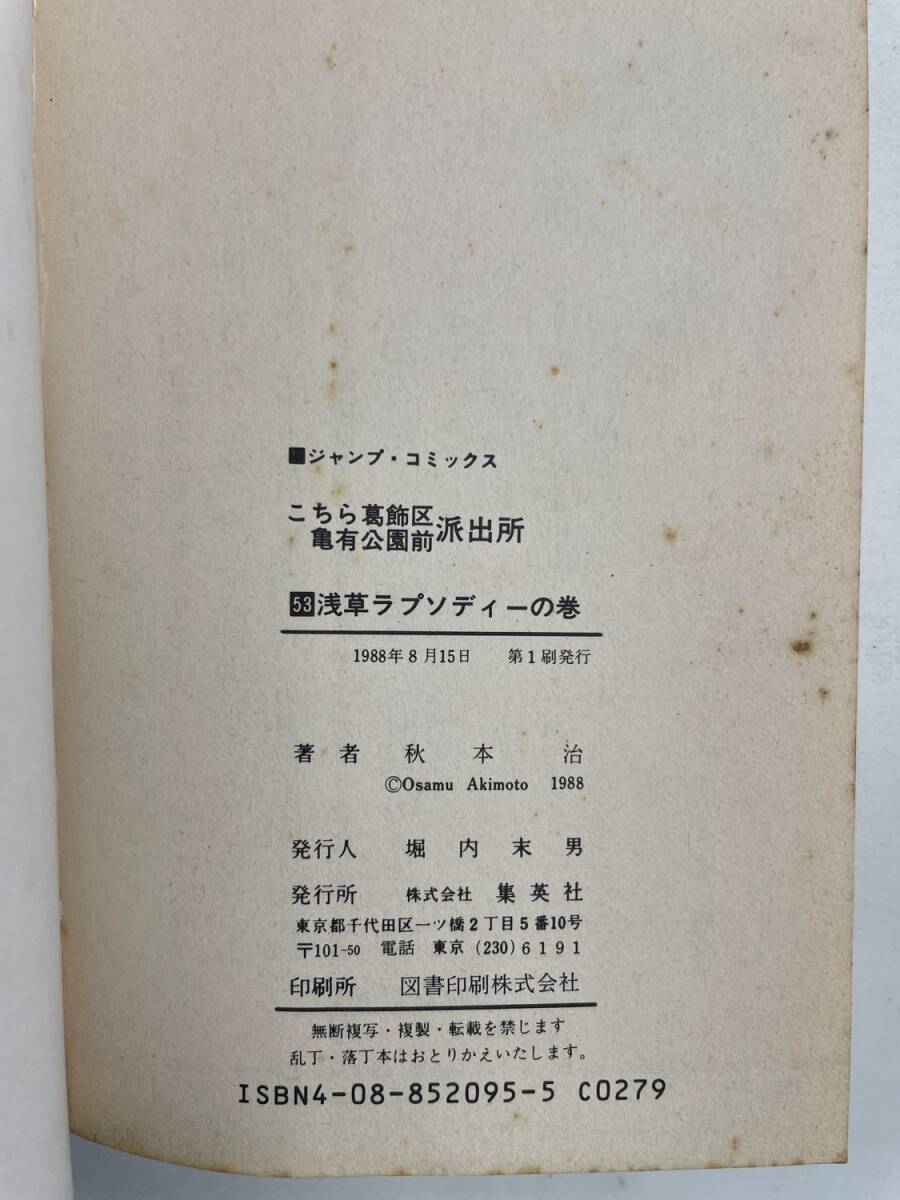 ■ジャンプ・コミックス
こちら葛飾区
亀有公園前派出所
53浅草ラプソディーの巻
1988年8月15日 第1刷発行
著者 秋本 治
©Osamu Akimoto 1988
発行人 堀内末男
発行所 株式会社 集英社
東京都千代田区一ツ橋2丁目5番10号
〒101-50 電話 東京(230)6191
印刷所 図書印刷株式会社
無断複写・複製・転載を禁じます
乱丁・落丁本はおとりかえいたします。
ISBN4-08-852095-5 C0279